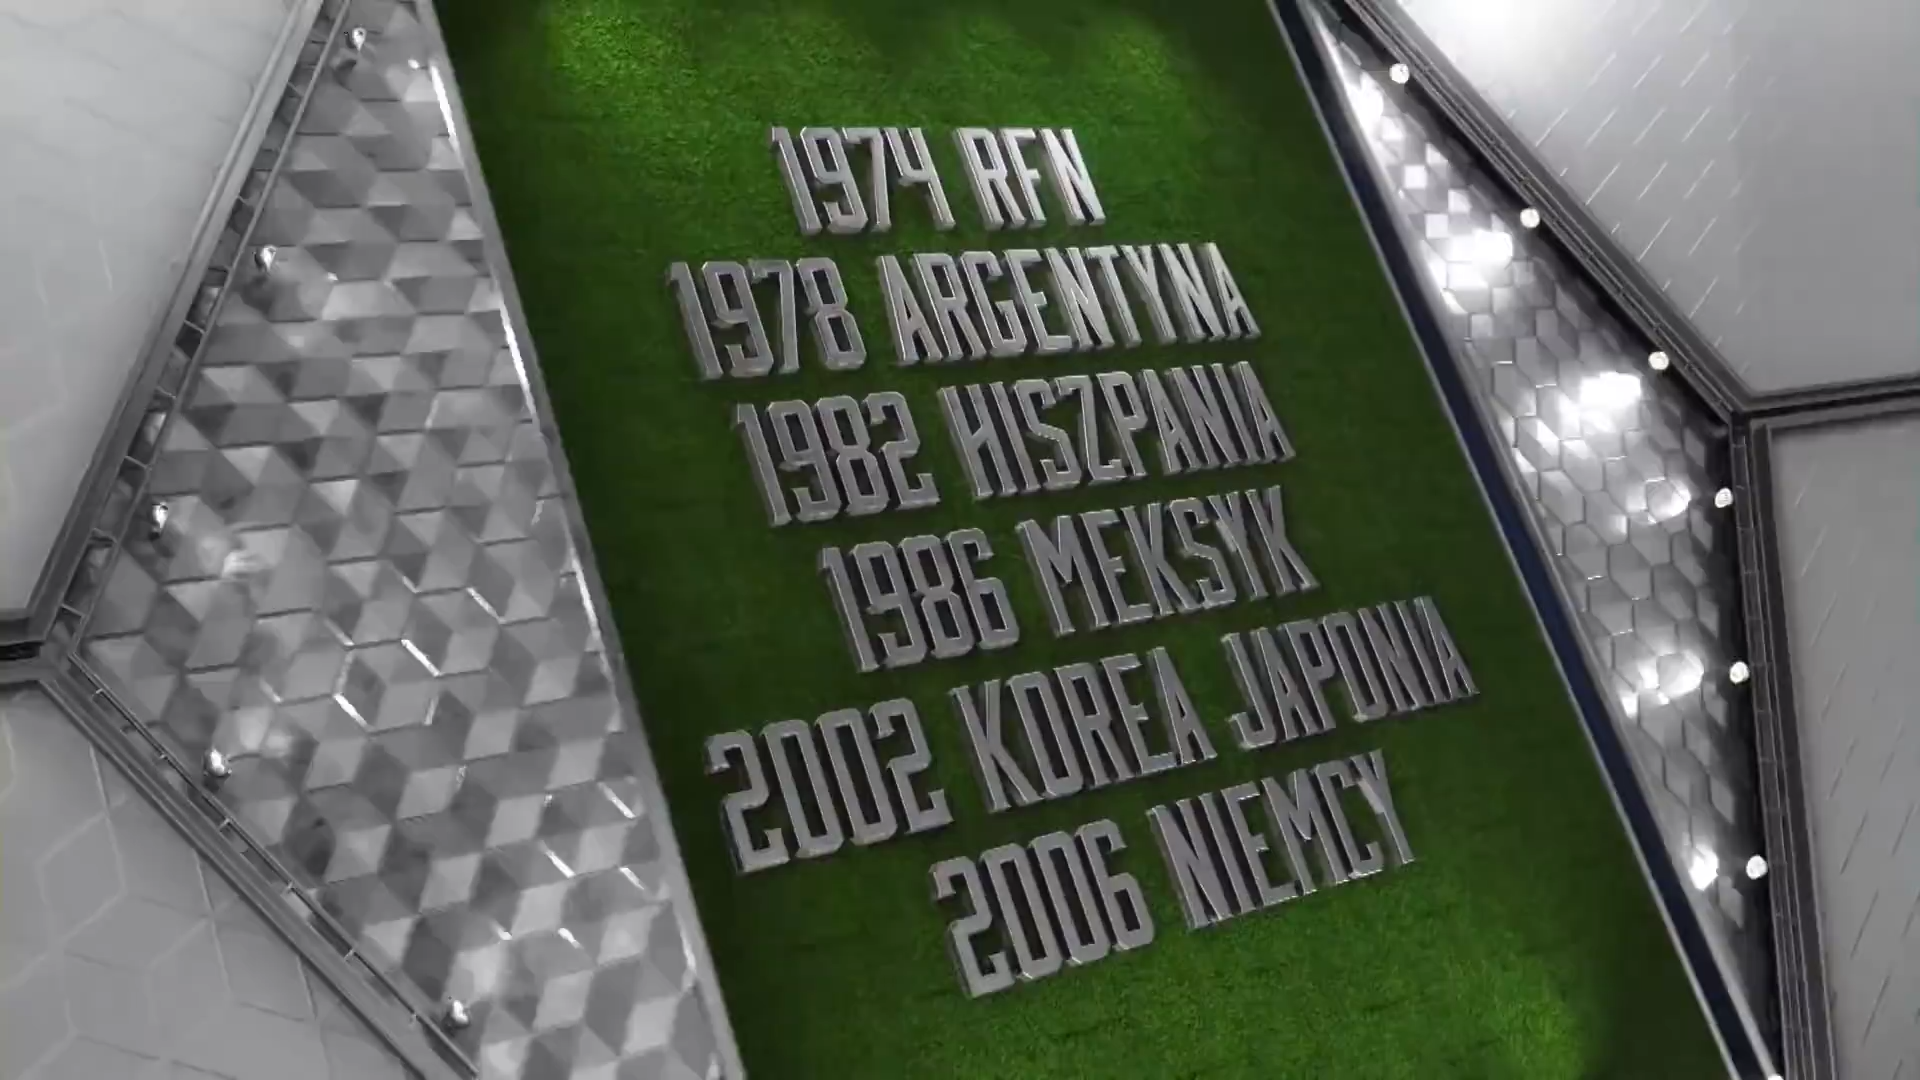 1974 RFN
1978 ARGENTYNA
1982 HISZPANIA
1986 MEKSYK
2002 KOREA JAPONIA
2006 NIEMCY